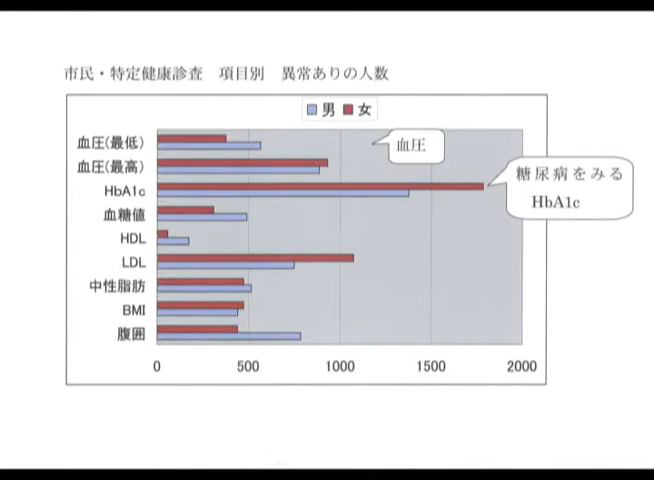 市民・特定健康診査 項目別 異常ありの人数
男 女
血圧(最低)
血圧
血圧(最高)
糖尿病をみる
HbA1c
HbA1c
血糖値
HDL
LDL
中性脂肪
BMI
腹囲
0 500 1000 1500 2000